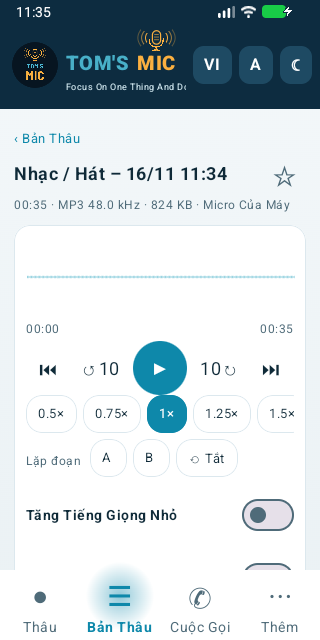 11:35
TOM'S
MIC
TOM'S MIC
Focus On One Thing And
VI
A
‹ Bản Thâu
Nhạc / Hát – 16/11 11:34
00:35 · MP3 48.0 kHz · 824 KB · Micro Của Máy
00:00
00:35
10
10
0.5×
0.75×
1×
1.25×
1.5×
Lặp đoạn
A
B
Tắt
Tăng Tiếng Giọng Nhỏ
Thâu
Bản Thâu
Cuộc Gọi
Thêm